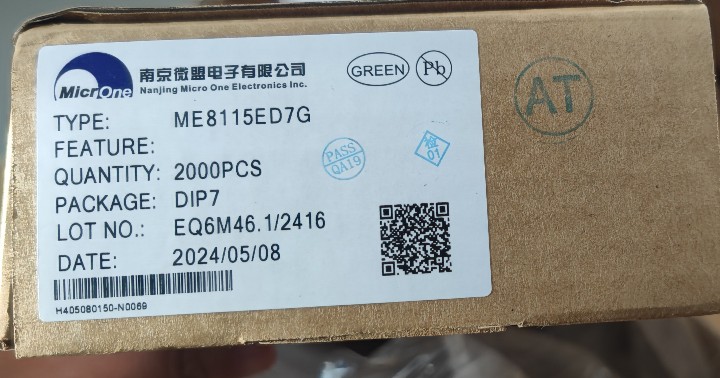 MicrOne
南京微盟电子有限公司
Nanjing Micro One Electronics Inc.
GREEN
Pb
AT
TYPE: ME8115ED7G
FEATURE:
QUANTITY: 2000PCS
PASS
QA19
01
PACKAGE: DIP7
LOT NO.: EQ6M46.1/2416
DATE: 2024/05/08
H405080150-N0069